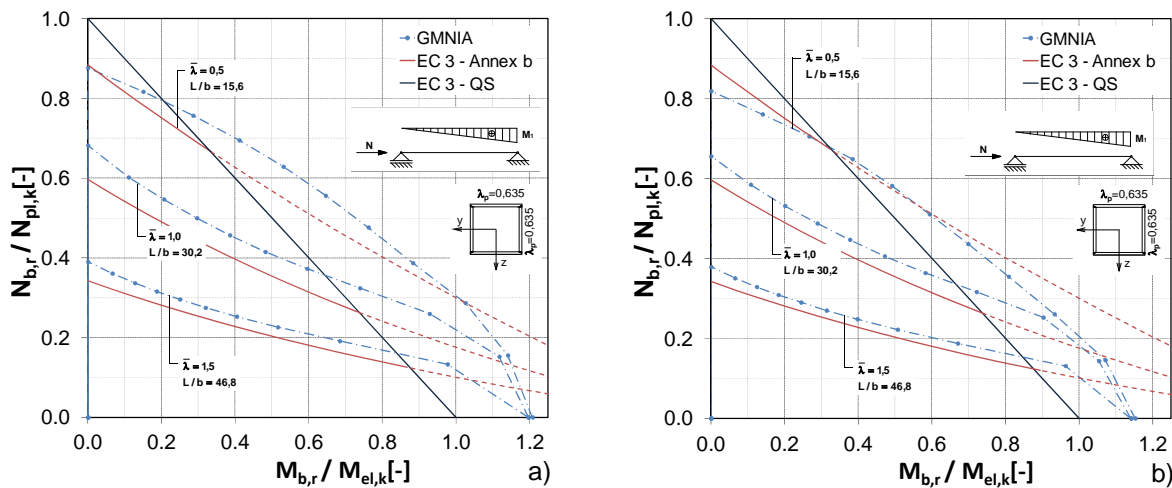 GMNIA
EC 3 - Annex b
EC 3 - QS
λ̄ = 0,5
L / b = 15,6
M₁
N
λp=0,635
λp=0,635
y
z
λ̄ = 1,0
L / b = 30,2
λ̄ = 1,5
L / b = 46,8
1.0
0.8
0.6
0.4
0.2
0.0
0.0 0.2 0.4 0.6 0.8 1.0 1.2
N_b,r / N_pl,k[-]
M_b,r / M_el,k[-]
a)
GMNIA
EC 3 - Annex b
EC 3 - QS
λ̄ = 0,5
L / b = 15,6
M₁
N
λp=0,635
λp=0,635
y
z
λ̄ = 1,0
L / b = 30,2
λ̄ = 1,5
L / b = 46,8
1.0
0.8
0.6
0.4
0.2
0.0
0.0 0.2 0.4 0.6 0.8 1.0 1.2
N_b,r / N_pl,k[-]
M_b,r / M_el,k[-]
b)